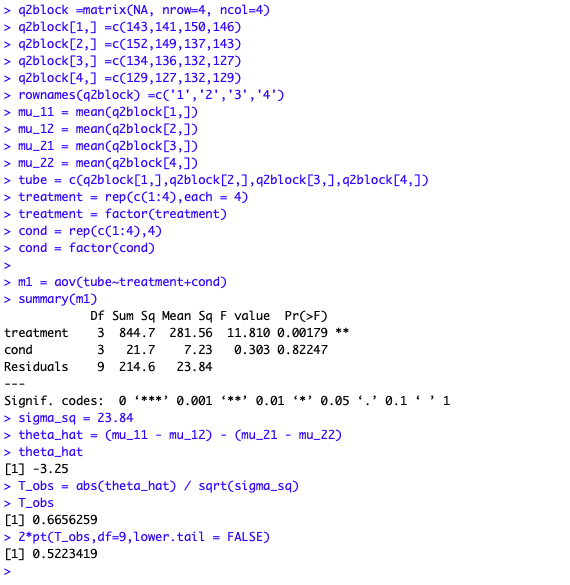 > q2block =matrix(NA, nrow=4, ncol=4)
> q2block[1,] =c(143,141,150,146)
> q2block[2,] =c(152,149,137,143)
> q2block[3,] =c(134,136,132,127)
> q2block[4,] =c(129,127,132,129)
> rownames(q2block) =c('1','2','3','4')
> mu_11 = mean(q2block[1,])
> mu_12 = mean(q2block[2,])
> mu_21 = mean(q2block[3,])
> mu_22 = mean(q2block[4,])
> tube = c(q2block[1,],q2block[2,],q2block[3,],q2block[4,])
> treatment = rep(c(1:4),each = 4)
> treatment = factor(treatment)
> cond = rep(c(1:4),4)
> cond = factor(cond)
>
> m1 = aov(tube~treatment+cond)
> summary(m1)
            Df Sum Sq Mean Sq F value  Pr(>F)
treatment    3  844.7  281.56  11.810 0.00179 **
cond         3   21.7    7.23   0.303 0.82247
Residuals    9  214.6   23.84
---
Signif. codes:  0 ‘***’ 0.001 ‘**’ 0.01 ‘*’ 0.05 ‘.’ 0.1 ‘ ’ 1
> sigma_sq = 23.84
> theta_hat = (mu_11 - mu_12) - (mu_21 - mu_22)
> theta_hat
[1] -3.25
> T_obs = abs(theta_hat) / sqrt(sigma_sq)
> T_obs
[1] 0.6656259
> 2*pt(T_obs,df=9,lower.tail = FALSE)
[1] 0.5223419
>